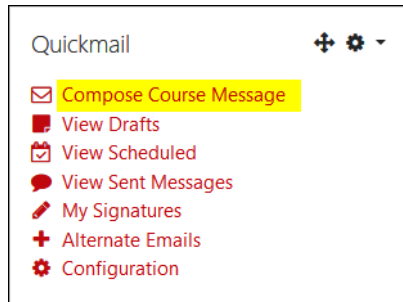 Quickmail
Compose Course Message
View Drafts
View Scheduled
View Sent Messages
My Signatures
Alternate Emails
Configuration